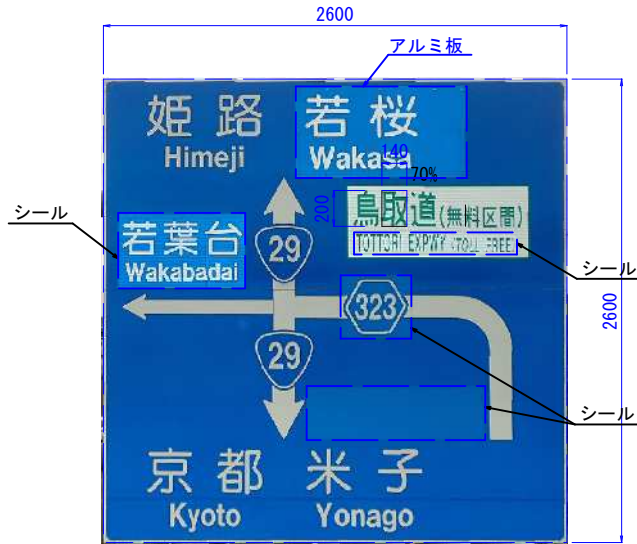 2600
アルミ板
姫路 若桜
Himeji Wakasa
140
70%
200
鳥取道(無料区間)
TOTTORI EXPWY (TOLL FREE)
シール
若葉台
Wakabadai
29
シール
323
2600
29
シール
京都 米子
Kyoto Yonago